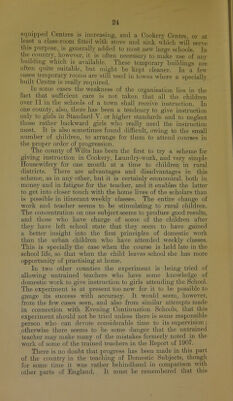 24
equipped Centres is increasing, and a Cookery Centre, or at
least a class-room fitted with stove and sink which will serve
this purpose, is generally added to most new large schools. In
the country, however, it is often necessary to make use of any
building which is available. These temporary buildings are
often quite suitable, but might be kept cleaner. In a few
cases temporary rooms are still used in towns where a specially
built Centre is really required.
In some cases the weakness of the organisation lies in the
fact that sufficient care is not taken that all the children
over 11 in the schools of a town shall receive instruction. In
one county, also, there has been a tendency to give instruction
only to girls in Standard V. or higher standards and to neglect
those rather backward girls who really need the instruction
most. It is also sometimes found difficult, owing to the small
number of children, to arrange for them to attend courses in
the proper order of progression.
The county of Wilts has been the first to try a scheme for
giving instruction in Cookery, Laundry-work, and very simple
Housewifery for one month at a time to children in rural
districts. There are advantages and disadvantages in this
scheme, as in any other, but it is certainly economical both in
money and in fatigue for the teacher, and it enables the latter
to get into closer touch with the home lives of the scholars than
is possible in itinerant weekly classes. The entire change of
work and teacher seems to be stimulating to rural children.
The concentration on one subject seems to produce good results,
and those who have charge of some of the children after
they have left school state that they seem to have gained
a better insight into the first principles of domestic work
than the urban children who have attended weekly classes.
This is specially the case when the course is held late in the
school life, so that when the child leaves school she has more
opportunity of practising at home.
In two other counties the experiment is being tried of
allowing untrained teachers who have some knowledge of
domestic work to give instruction to girls attending the School.
The experiment is at present too new for it to be possible to
gauge its success with accuracy. It would seem, however,
from the few cases seen, and also from similar attempts made
in connection with Evening Continuation Schools, that this
experiment should not be tried unless there is some responsible
person who can devote considerable time to its supervision;
otherwise there seems to be some danger that the untrained
teacher may make many of the mistakes formerly noted in the
work of some of the trained teachers in the Report of 1907.
There is no doubt that progress has been made in this part
of the country in the teaching of Domestic Subjects, though
for some time it was rather behindhand in comparison with
other parts of England. It must be remembered that this